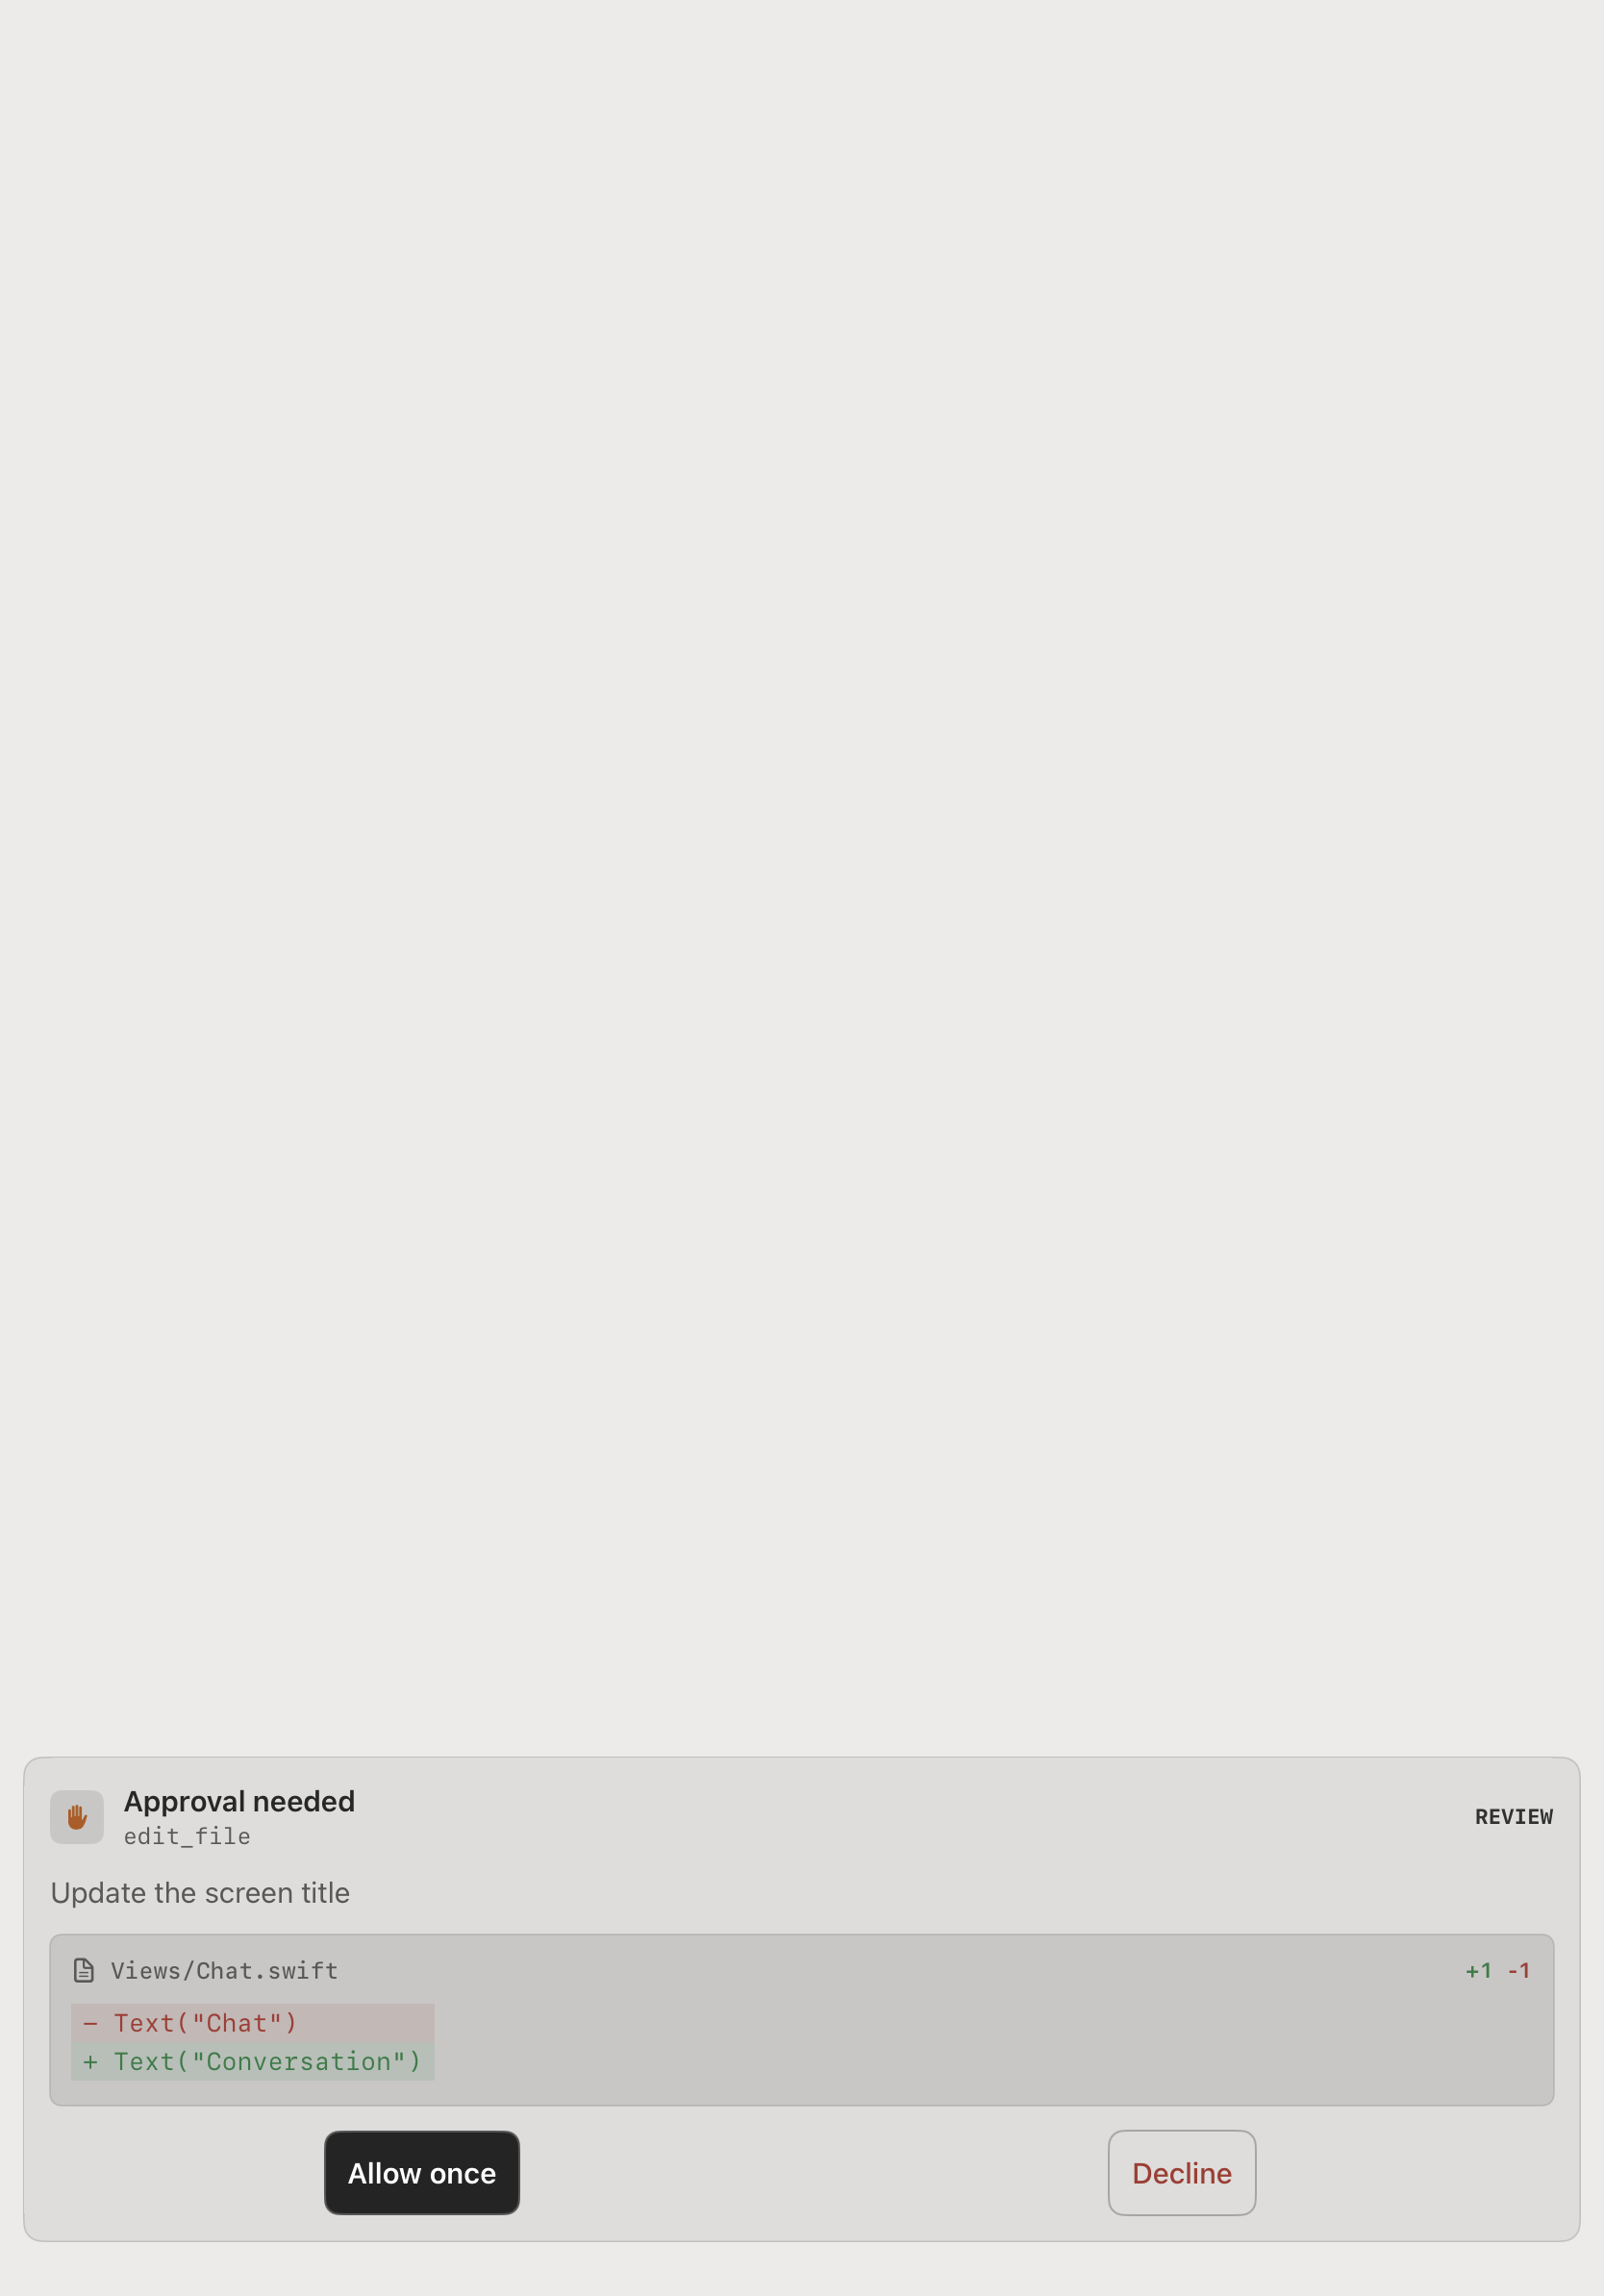 Approval needed
edit_file
REVIEW
Update the screen title
Views/Chat.swift
+1 -1
− Text("Chat")
+ Text("Conversation")
Allow once
Decline